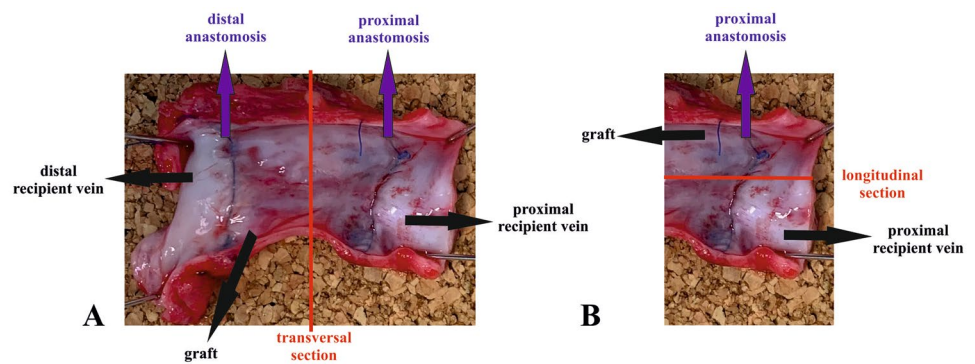 distal
anastomosis
proximal
anastomosis
distal
recipient vein
proximal
recipient vein
A
graft
transversal
section
proximal
anastomosis
graft
longitudinal
section
proximal
recipient vein
B